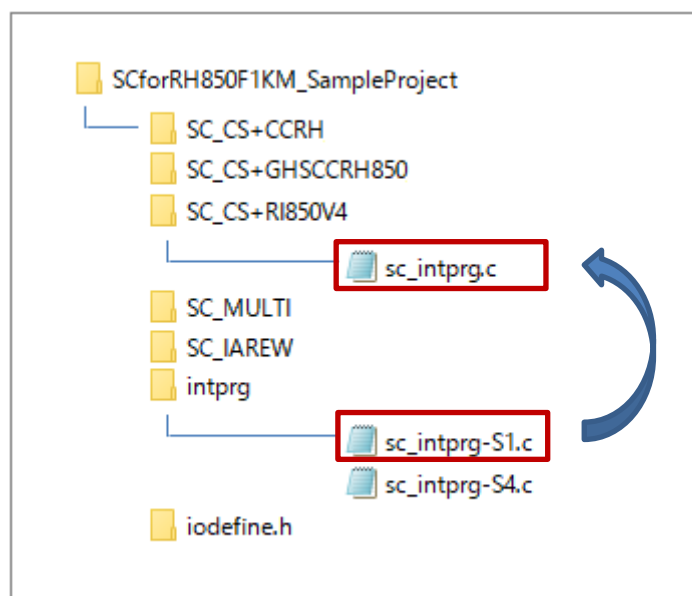 SCforRH850F1KM_SampleProject
SC_CS+CCRH
SC_CS+GHSCCRH850
SC_CS+RI850V4
sc_intprg.c
SC_MULTI
SC_IAREW
intprg
sc_intprg-S1.c
sc_intprg-S4.c
iodefine.h